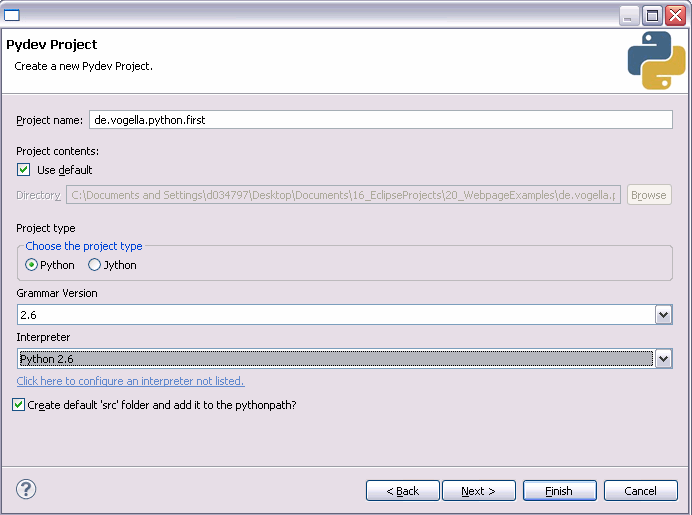 Pydev Project
Create a new Pydev Project.
Project name: de.vogella.python.first
Project contents:
Use default
Directory C:\Documents and Settings\d034797\Desktop\Documents\16_EclipseProjects\20_WebpageExamples\de.vogella.p Browse
Project type
Choose the project type
Python Jython
Grammar Version
2.6
Interpreter
Python 2.6
Click here to configure an interpreter not listed.
Create default 'src' folder and add it to the pythonpath?
? < Back Next > Finish Cancel